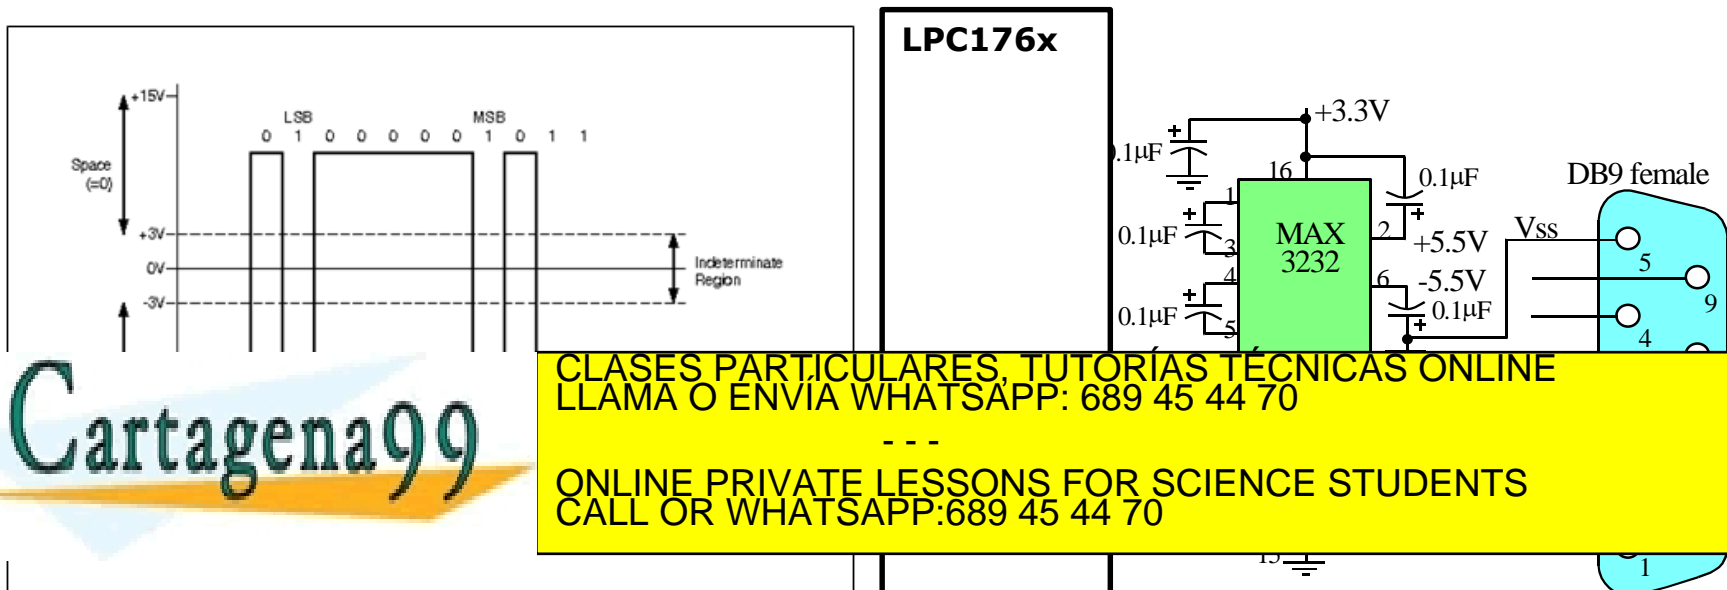 +15V
LSB MSB
0 1 0 0 0 0 0 1 0 1 1
Space
(=0)
+3V
0V
-3V
Indeterminate
Region
LPC176x
+3.3V
.1µF
16
0.1µF
1
0.1µF
3
MAX
3232
2
+5.5V
4
6
-5.5V
0.1µF
0.1µF
5
DB9 female
Vss
5
9
4
1
Cartagena99
CLASES PARTICULARES, TUTORÍAS TÉCNICAS ONLINE
LLAMA O ENVÍA WHATSAPP: 689 45 44 70
- - -
ONLINE PRIVATE LESSONS FOR SCIENCE STUDENTS
CALL OR WHATSAPP:689 45 44 70